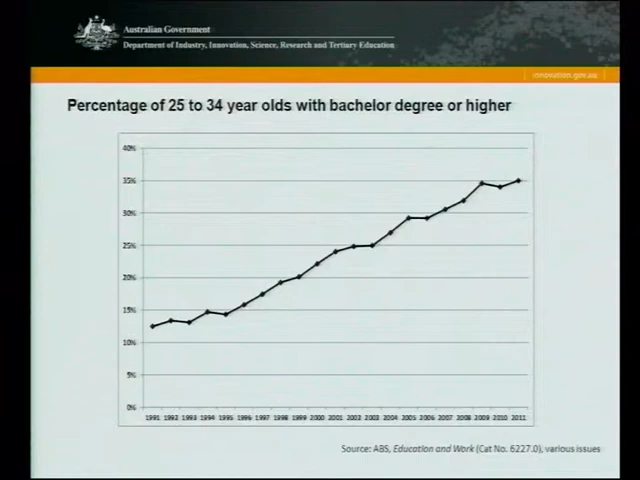 Australian Government
Department of Industry, Innovation, Science, Research and Tertiary Education
innovation.gov.au
Percentage of 25 to 34 year olds with bachelor degree or higher
40%
35%
30%
25%
20%
15%
10%
5%
0%
1991 1992 1993 1994 1995 1996 1997 1998 1999 2000 2001 2002 2003 2004 2005 2006 2007 2008 2009 2010 2011
Source: ABS, Education and Work (Cat No. 6227.0), various issues